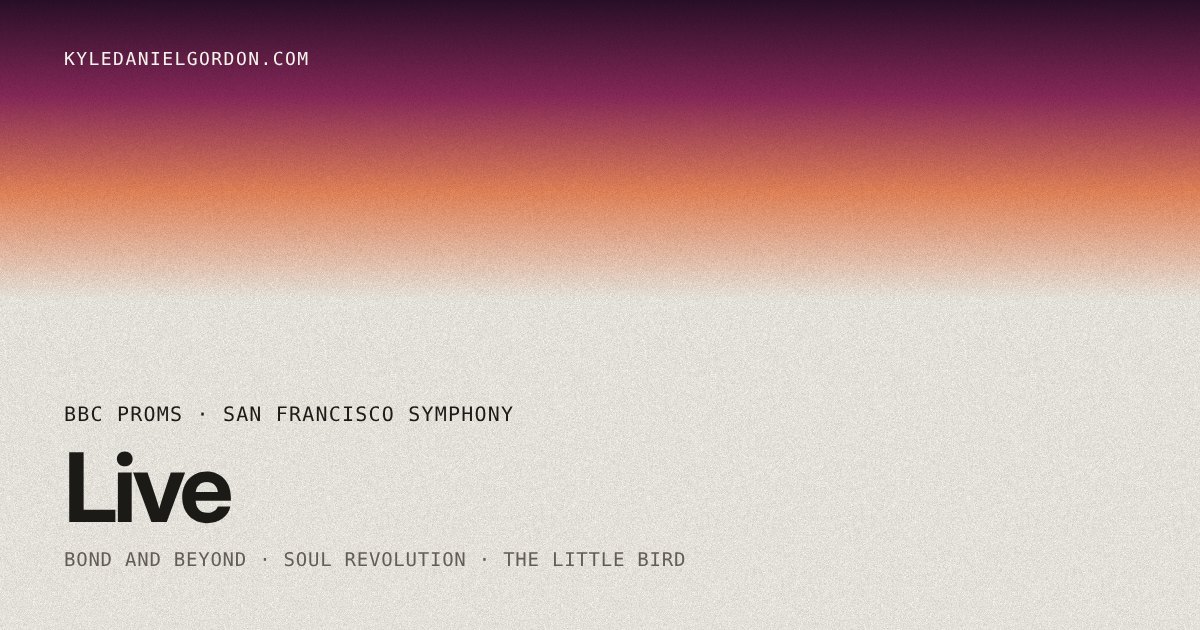 KYLEDANIELGORDON.COM
BBC PROMS · SAN FRANCISCO SYMPHONY
Live
BOND AND BEYOND · SOUL REVOLUTION · THE LITTLE BIRD